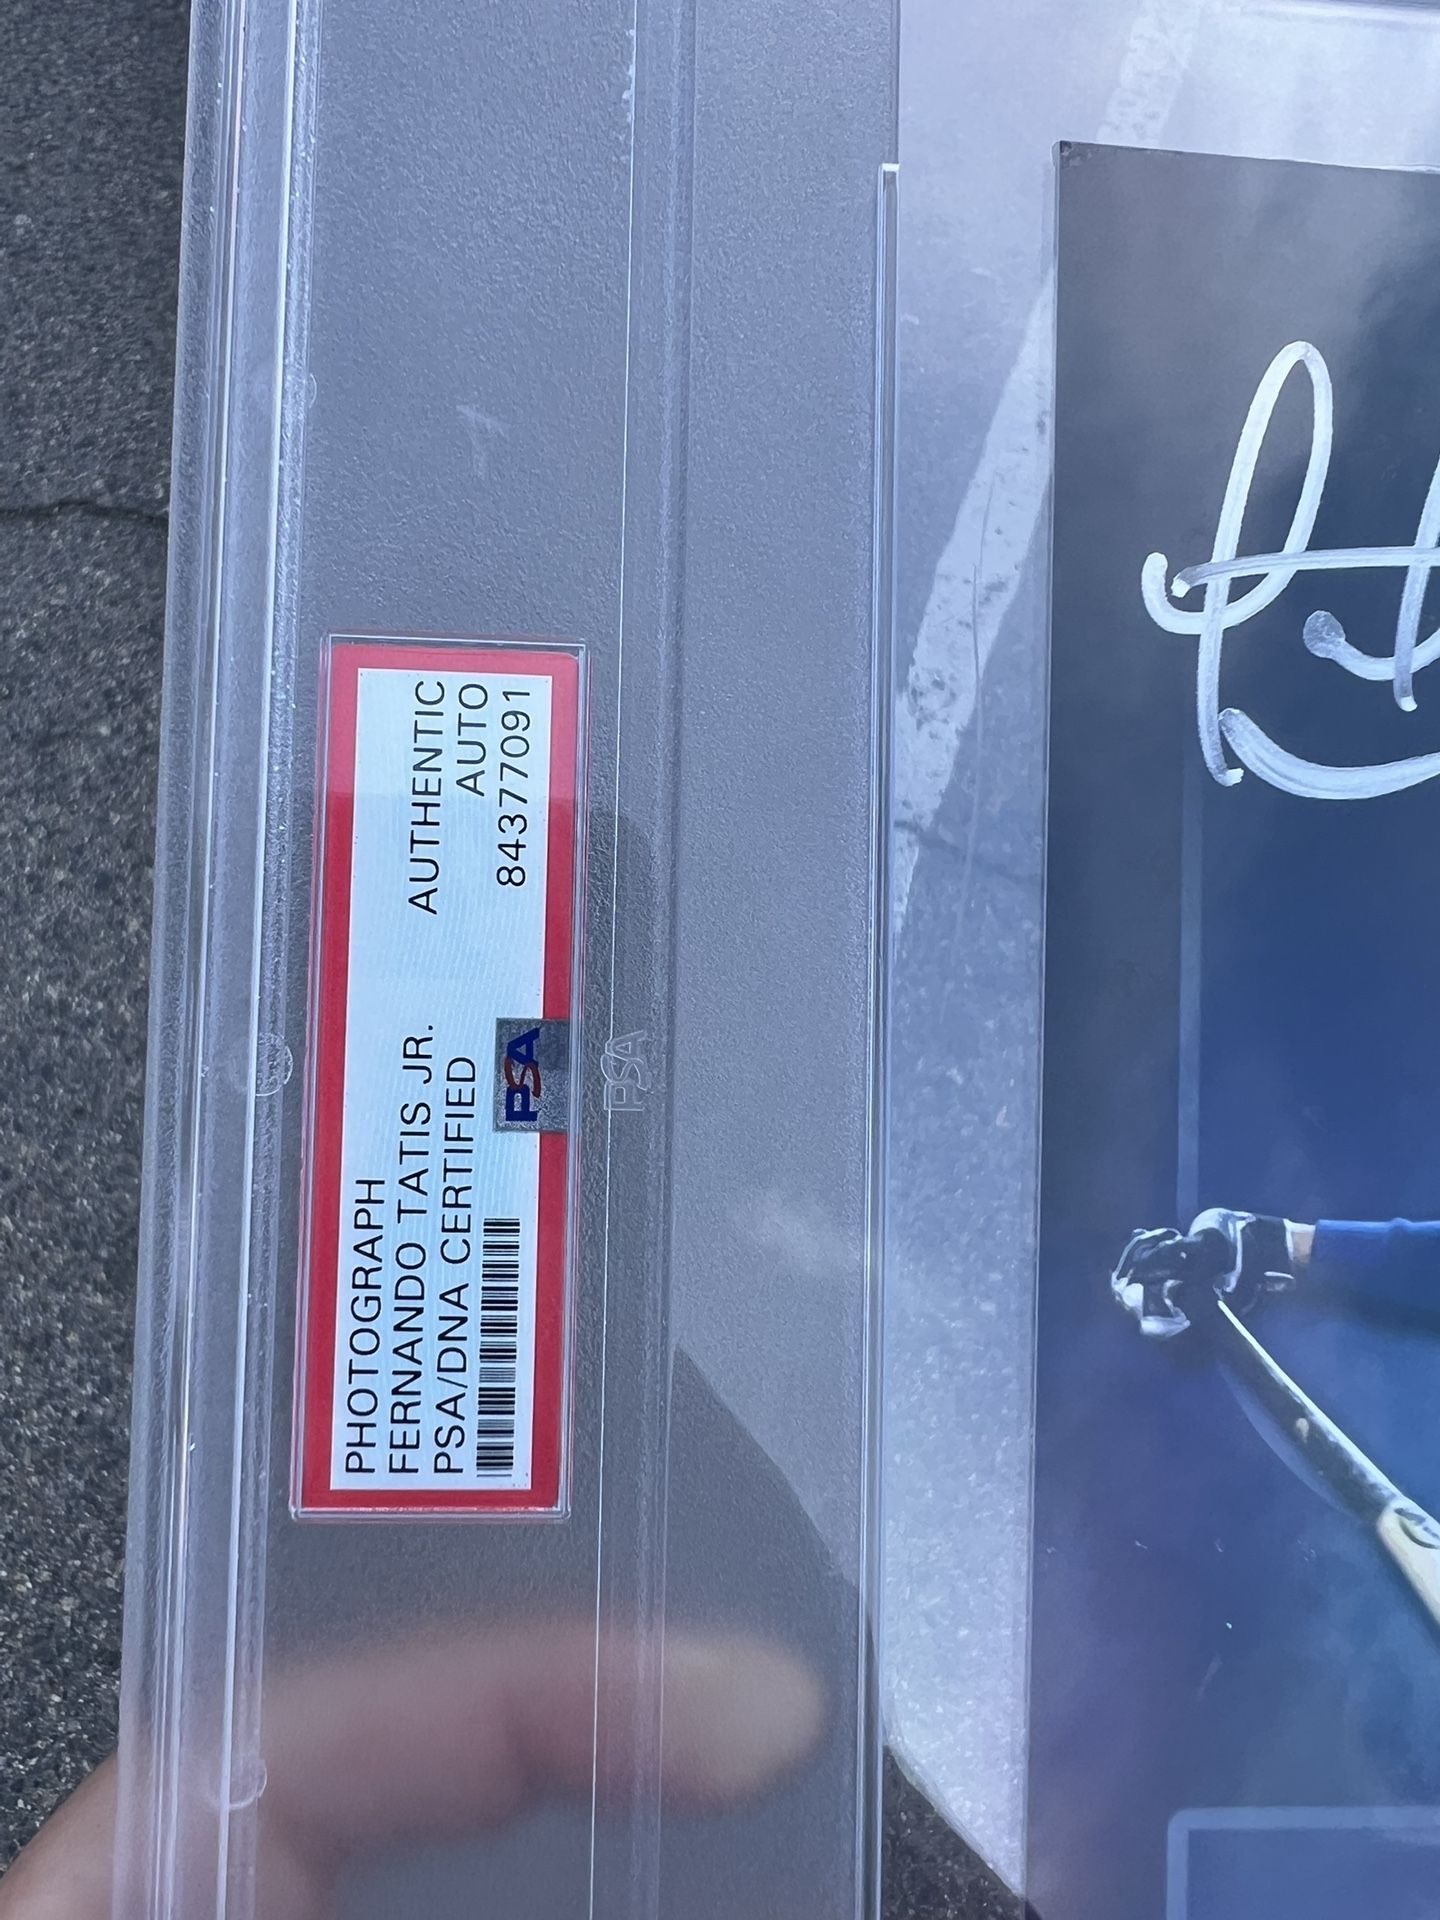 PHOTOGRAPH
FERNANDO TATIS JR.
PSA/DNA CERTIFIED
AUTHENTIC
AUTO
84377091
PSA
PSA